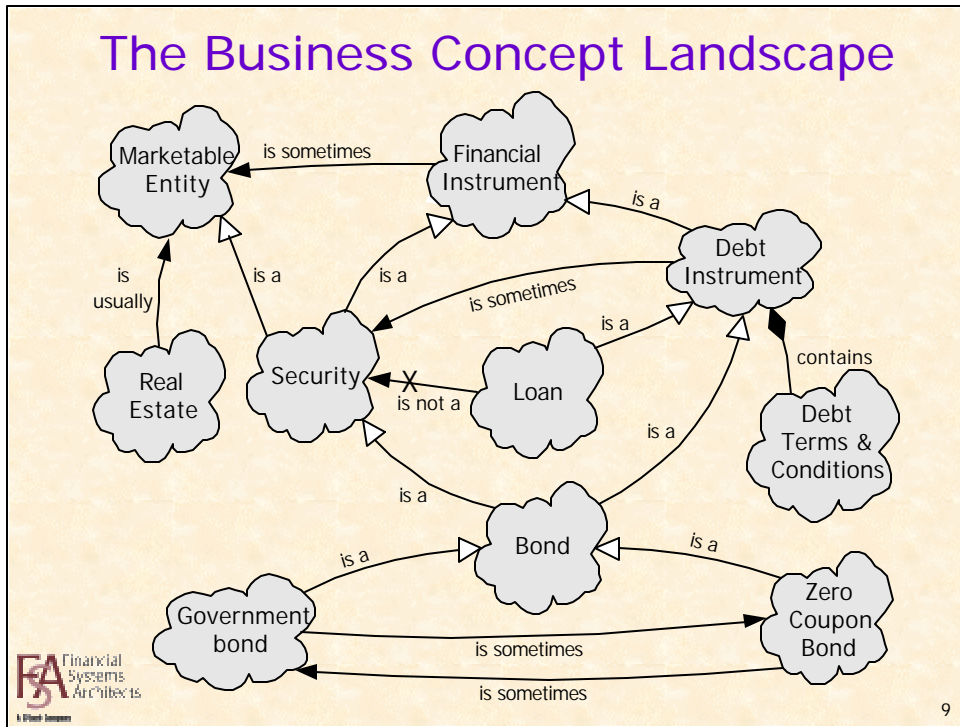 The Business Concept Landscape
Marketable
Entity
is sometimes
Financial
Instrument
is a
Debt
Instrument
is
usually
is a
is a
is sometimes
is a
contains
Real
Estate
Security
X
is not a
Loan
Debt
Terms &
Conditions
is a
is a
Bond
is a
is a
Government
bond
is sometimes
Zero
Coupon
Bond
is sometimes
FSA
Financial
Systems
Architects
9